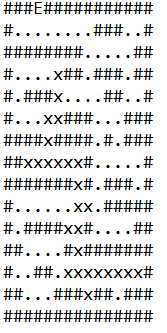 ###E###########
#........###..#
########.....##
#....x##.###.##
#.###x....##..#
#...xx###...###
####x####.#.###
##xxxxxx#.....#
#######x#.###.#
#......xx.#####
#.####xx#....##
##....#x#######
#..##.xxxxxxxx#
##...###x##.###
###############